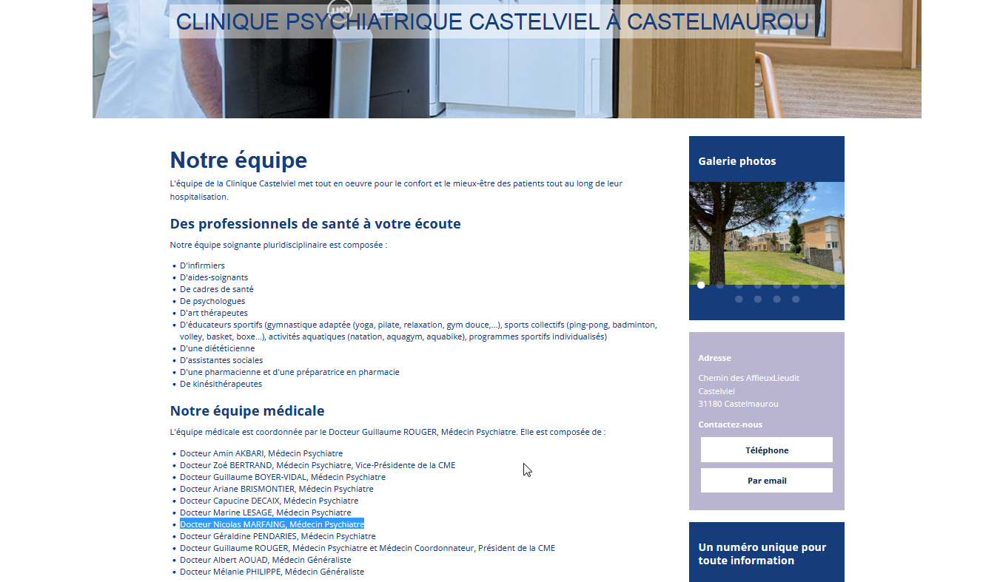 CLINIQUE PSYCHIATRIQUE CASTELVIEL À CASTELMAUROU
Notre équipe
L'équipe de la Clinique Castelviel met tout en oeuvre pour le confort et le mieux-être des patients tout au long de leur
hospitalisation.
Des professionnels de santé à votre écoute
Notre équipe soignante pluridisciplinaire est composée :
D'infirmiers
D'aides-soignants
De cadres de santé
De psychologues
D'art thérapeutes
D'éducateurs sportifs (gymnastique adaptée (yoga, pilate, relaxation, gym douce,...), sports collectifs (ping-pong, badminton,
volley, basket, boxe...), activités aquatiques (natation, aquagym, aquabike), programmes sportifs individualisés)
D'une diététicienne
D'assistantes sociales
D'une pharmacienne et d'une préparatrice en pharmacie
De kinésithérapeutes
Notre équipe médicale
L'équipe médicale est coordonnée par le Docteur Guillaume ROUGER, Médecin Psychiatre. Elle est composée de :
Docteur Amin AKBARI, Médecin Psychiatre
Docteur Zoé BERTRAND, Médecin Psychiatre, Vice-Présidente de la CME
Docteur Guillaume BOYER-VIDAL, Médecin Psychiatre
Docteur Ariane BRISMONTIER, Médecin Psychiatre
Docteur Capucine DECAIX, Médecin Psychiatre
Docteur Marine LESAGE, Médecin Psychiatre
Docteur Nicolas MARFAING, Médecin Psychiatre
Docteur Géraldine PENDARIES, Médecin Psychiatre
Docteur Guillaume ROUGER, Médecin Psychiatre et Médecin Coordonnateur, Président de la CME
Docteur Albert AOUAD, Médecin Généraliste
Docteur Mélanie PHILIPPE, Médecin Généraliste
Galerie photos
Adresse
Chemin des AffieuxLieudit
Castelviel
31180 Castelmaurou
Contactez-nous
Téléphone
Par email
Un numéro unique pour
toute information